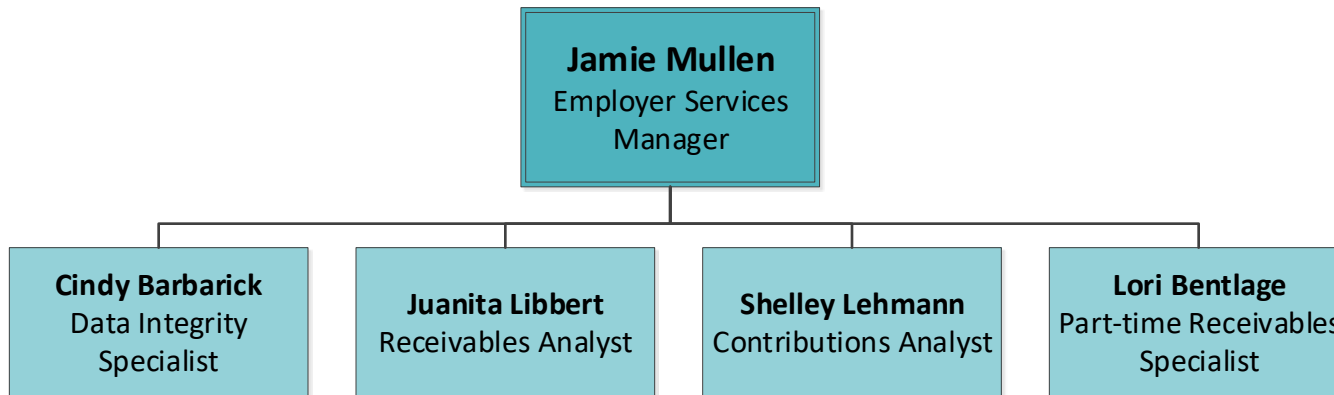 Jamie Mullen
Employer Services
Manager
Cindy Barbarick
Data Integrity
Specialist
Juanita Libbert
Receivables Analyst
Shelley Lehmann
Contributions Analyst
Lori Bentlage
Part-time Receivables
Specialist